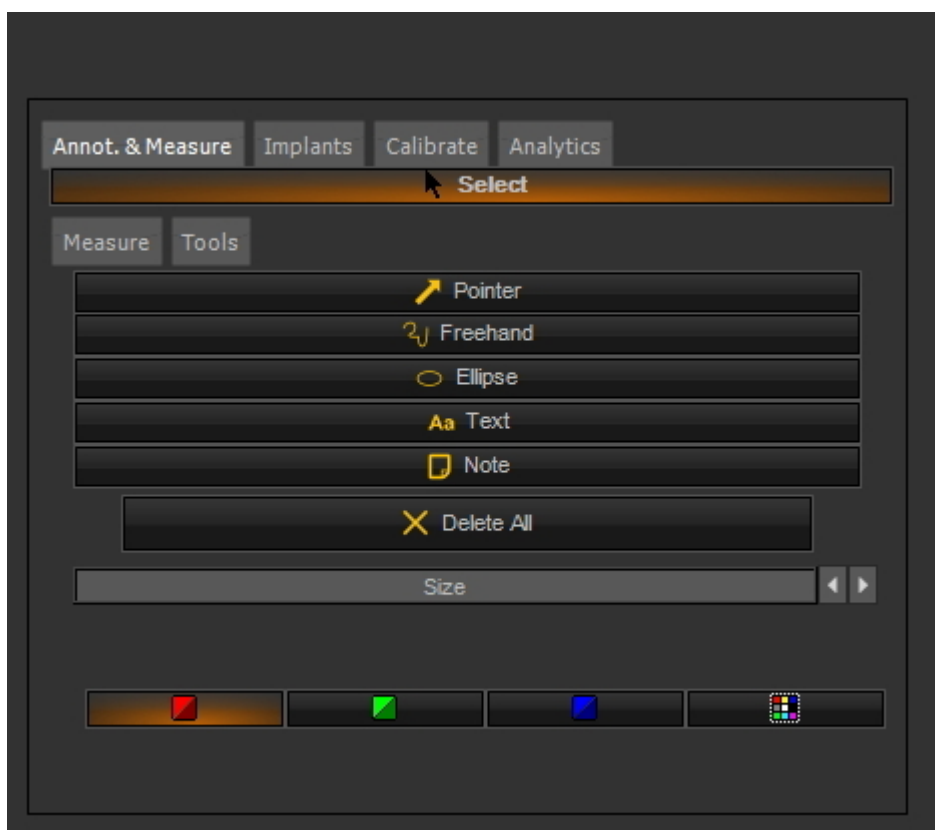 Annot. & Measure Implants Calibrate Analytics
Select
Measure Tools
Pointer
Freehand
Ellipse
Aa Text
Note
Delete All
Size